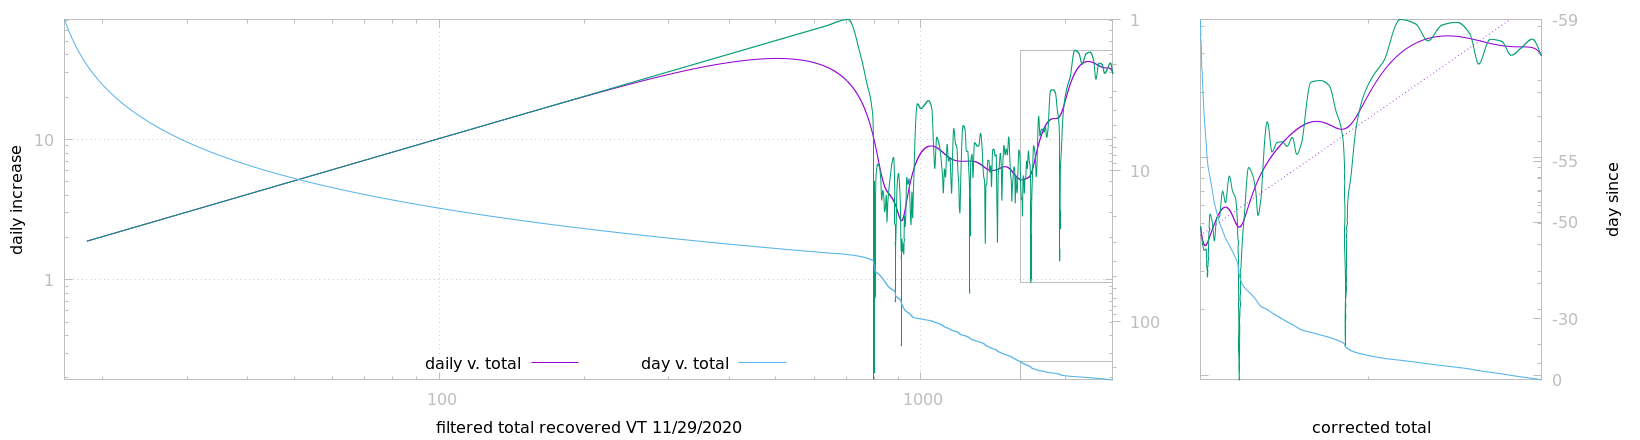 1
-59
daily increase
10
10
-55
-50
day since
1
100
-30
daily v. total
day v. total
0
100
1000
filtered total recovered VT 11/29/2020
corrected total